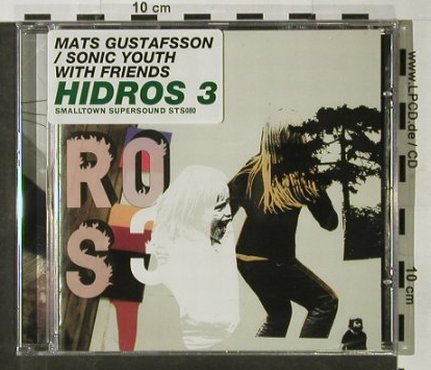 10 cm
MATS GUSTAFSSON
/ SONIC YOUTH
WITH FRIENDS
HIDROS 3
SMALLTOWN SUPERSOUND STS080
RO
S3
www.LPCD.de / CD
10 cm